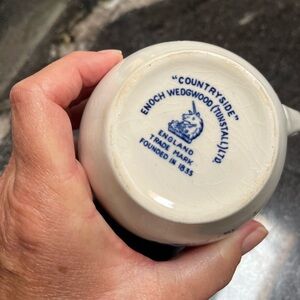 "COUNTRYSIDE"
ENOCH WEDGWOOD (TUNSTALL) LTD.
ENGLAND
TRADE MARK
FOUNDED IN 1835